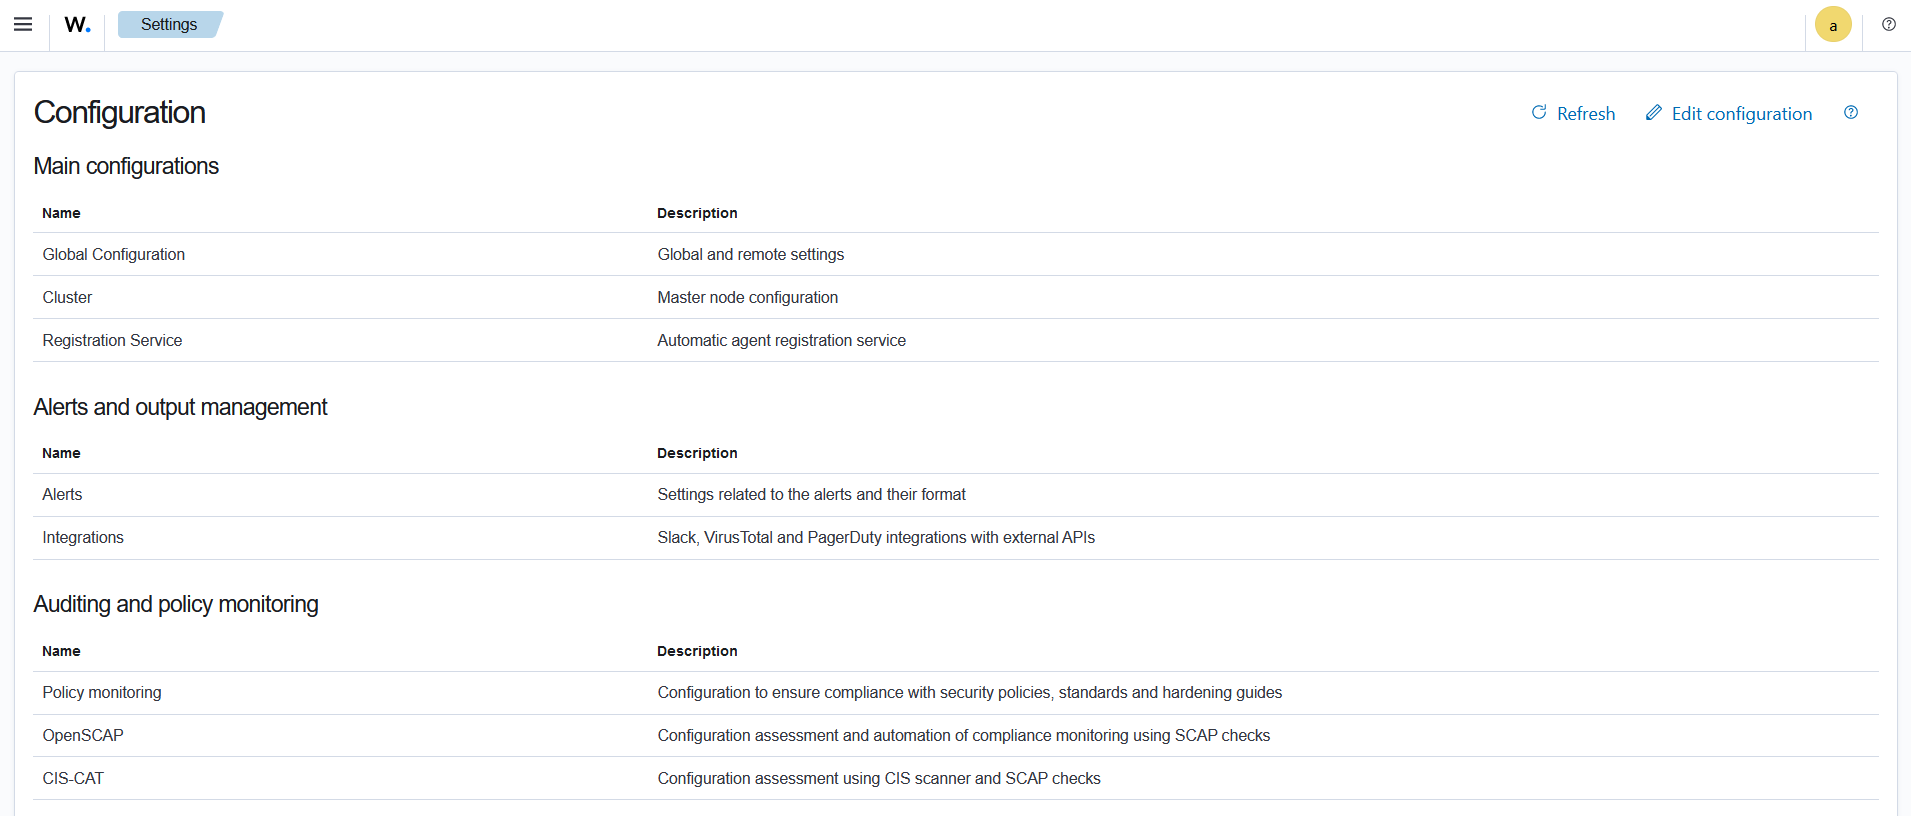 W. Settings a
Configuration Refresh Edit configuration
Main configurations
Name Description
Global Configuration Global and remote settings
Cluster Master node configuration
Registration Service Automatic agent registration service
Alerts and output management
Name Description
Alerts Settings related to the alerts and their format
Integrations Slack, VirusTotal and PagerDuty integrations with external APIs
Auditing and policy monitoring
Name Description
Policy monitoring Configuration to ensure compliance with security policies, standards and hardening guides
OpenSCAP Configuration assessment and automation of compliance monitoring using SCAP checks
CIS-CAT Configuration assessment using CIS scanner and SCAP checks